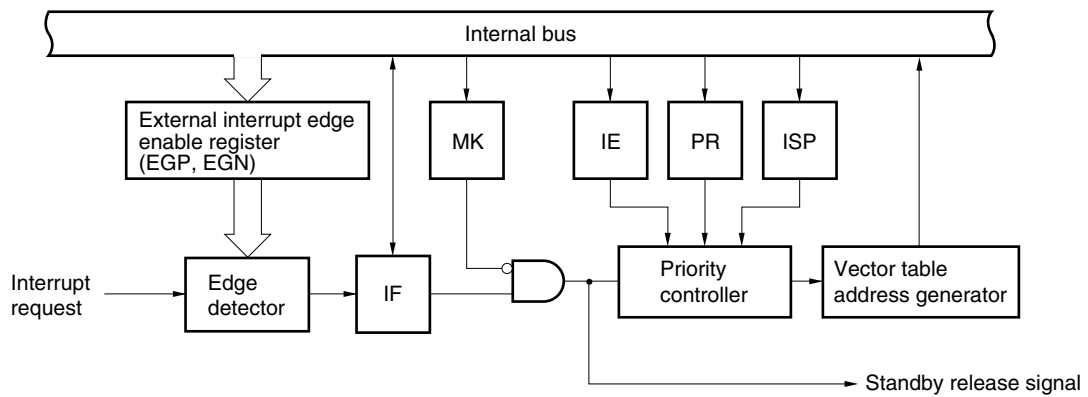 Internal bus
External interrupt edge
enable register
(EGP, EGN)
MK
IE
PR
ISP
Interrupt
request
Edge
detector
IF
Priority
controller
Vector table
address generator
Standby release signal